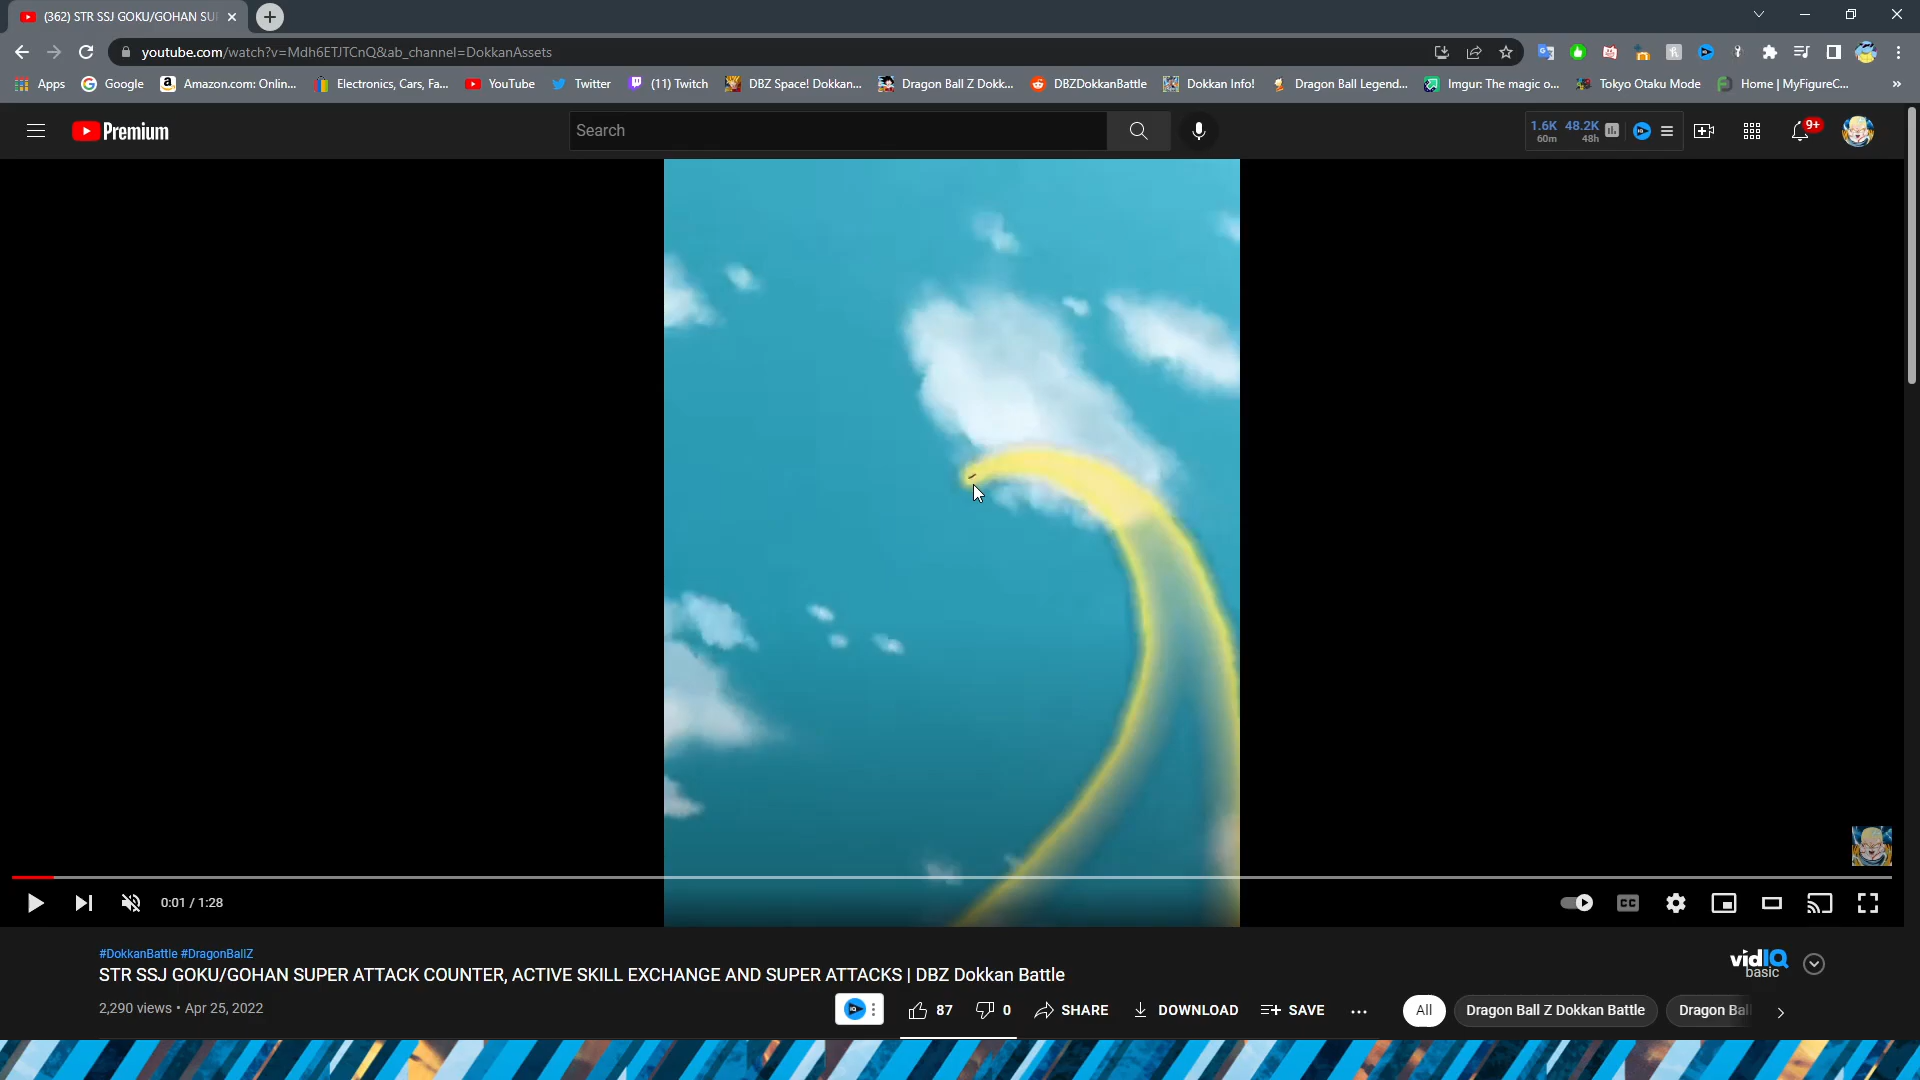 (362) STR SSJ GOKU/GOHAN SU
youtube.com/watch?v=Mdh6ETJTCnQ&ab_channel=DokkanAssets
Apps Google Amazon.com: Onlin... Electronics, Cars, Fa... YouTube Twitter (11) Twitch DBZ Space! Dokkan... Dragon Ball Z Dokk... DBZDokkanBattle Dokkan Info! Dragon Ball Legend... Imgur: The magic o... Tokyo Otaku Mode Home | MyFigureC... »
Premium Search 1.6K 48.2K 9+
60m 48h
0:01 / 1:28 CC
#DokkanBattle #DragonBallZ
STR SSJ GOKU/GOHAN SUPER ATTACK COUNTER, ACTIVE SKILL EXCHANGE AND SUPER ATTACKS | DBZ Dokkan Battle
vidIQ
basic
2,290 views • Apr 25, 2022 87 0 SHARE DOWNLOAD SAVE ... All Dragon Ball Z Dokkan Battle Dragon Ball